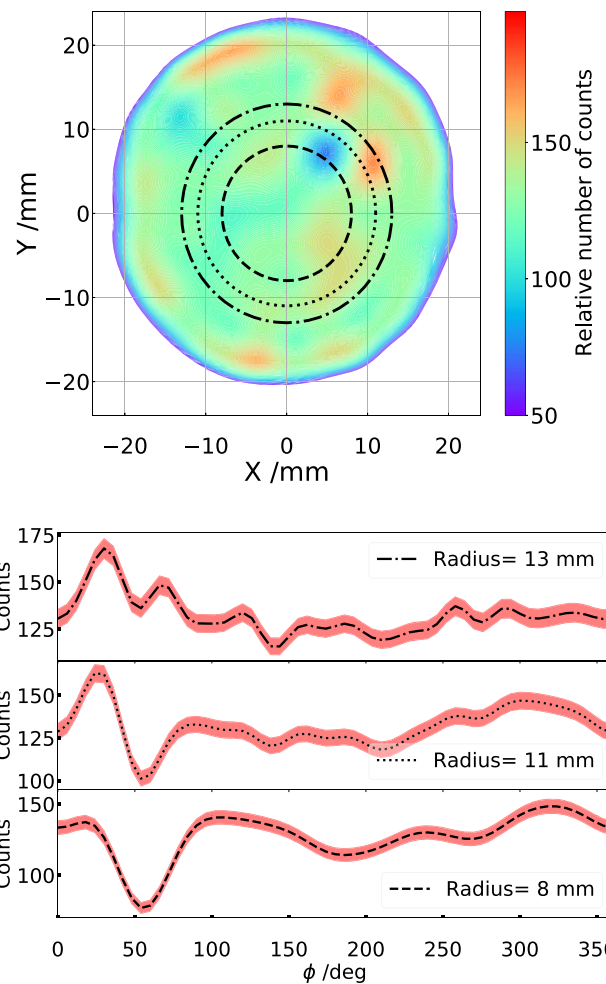 20
10
0
−10
−20
Y /mm
−20 −10 0 10 20
X /mm
150
100
50
Relative number of counts
175
150
125
Counts
Radius= 13 mm
150
125
100
Counts
Radius= 11 mm
150
100
Counts
Radius= 8 mm
0 50 100 150 200 250 300 350
ϕ /deg